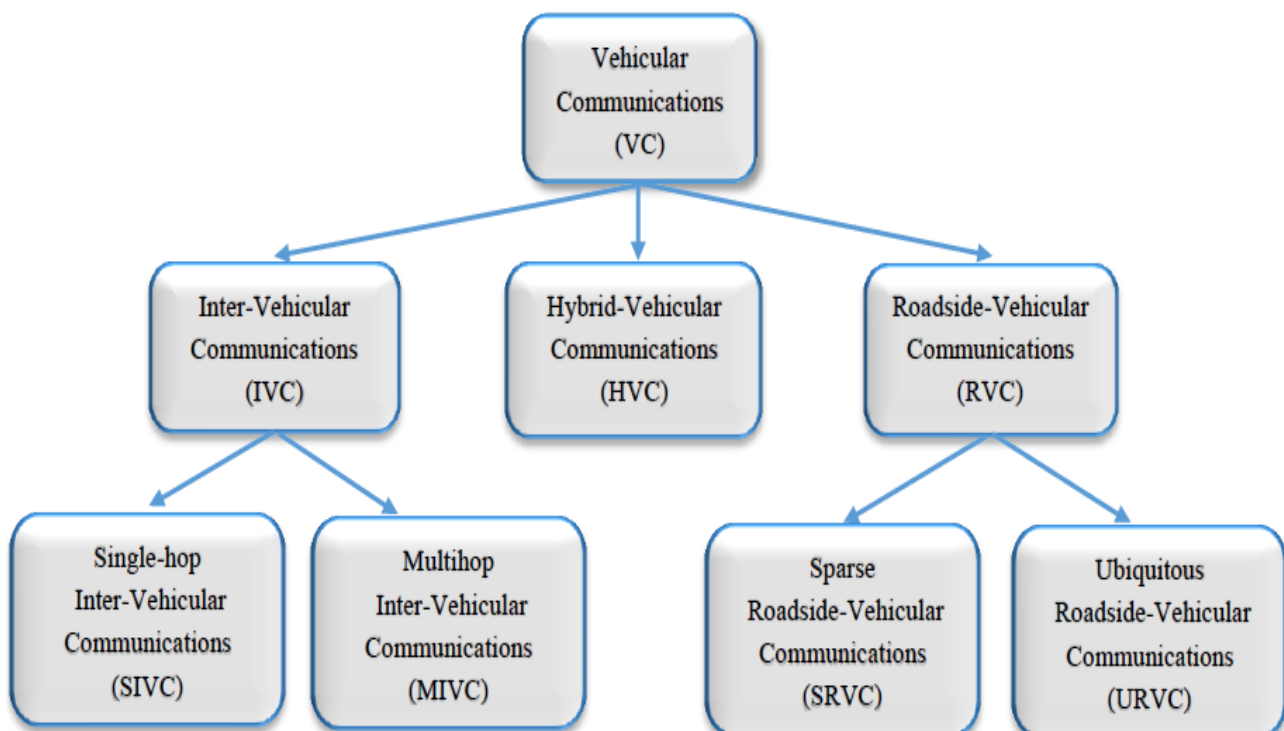 Vehicular
Communications
(VC)
Inter-Vehicular
Communications
(IVC)
Hybrid-Vehicular
Communications
(HVC)
Roadside-Vehicular
Communications
(RVC)
Single-hop
Inter-Vehicular
Communications
(SIVC)
Multihop
Inter-Vehicular
Communications
(MIVC)
Sparse
Roadside-Vehicular
Communications
(SRVC)
Ubiquitous
Roadside-Vehicular
Communications
(URVC)